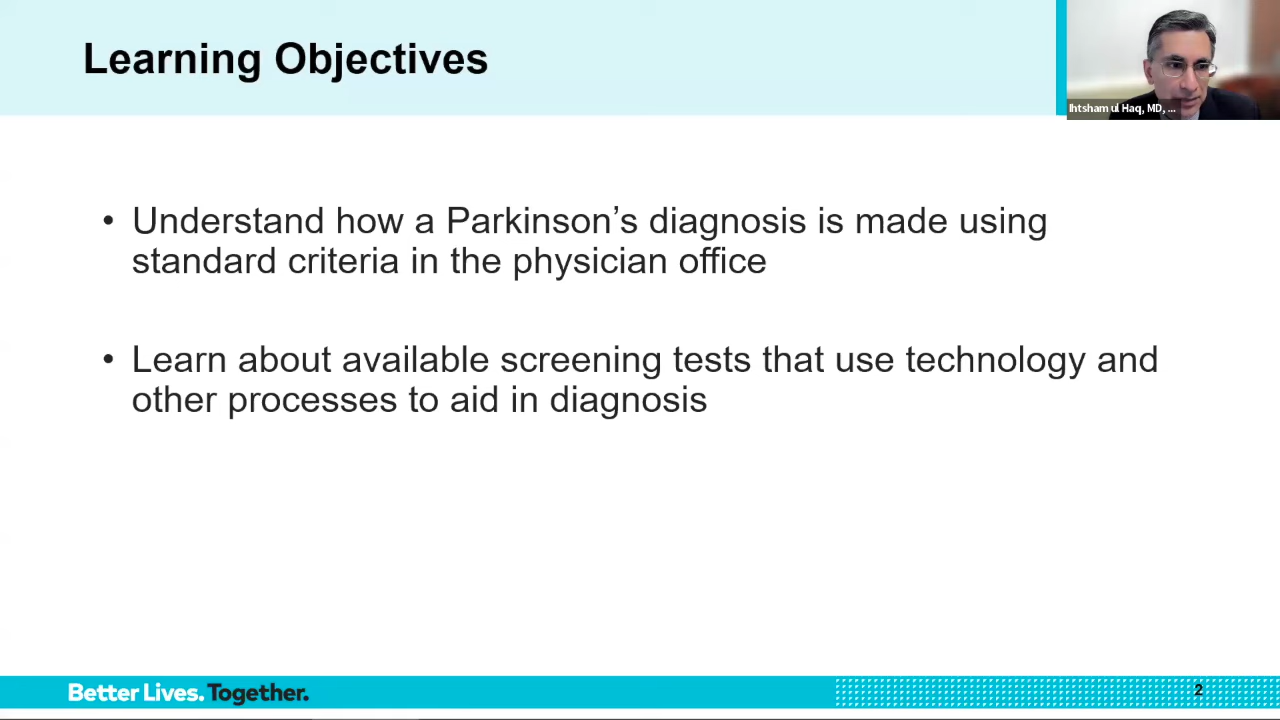 Learning Objectives
Ihtsham ul Haq, MD, ...
• Understand how a Parkinson’s diagnosis is made using
standard criteria in the physician office
• Learn about available screening tests that use technology and
other processes to aid in diagnosis
Better Lives. Together.
2